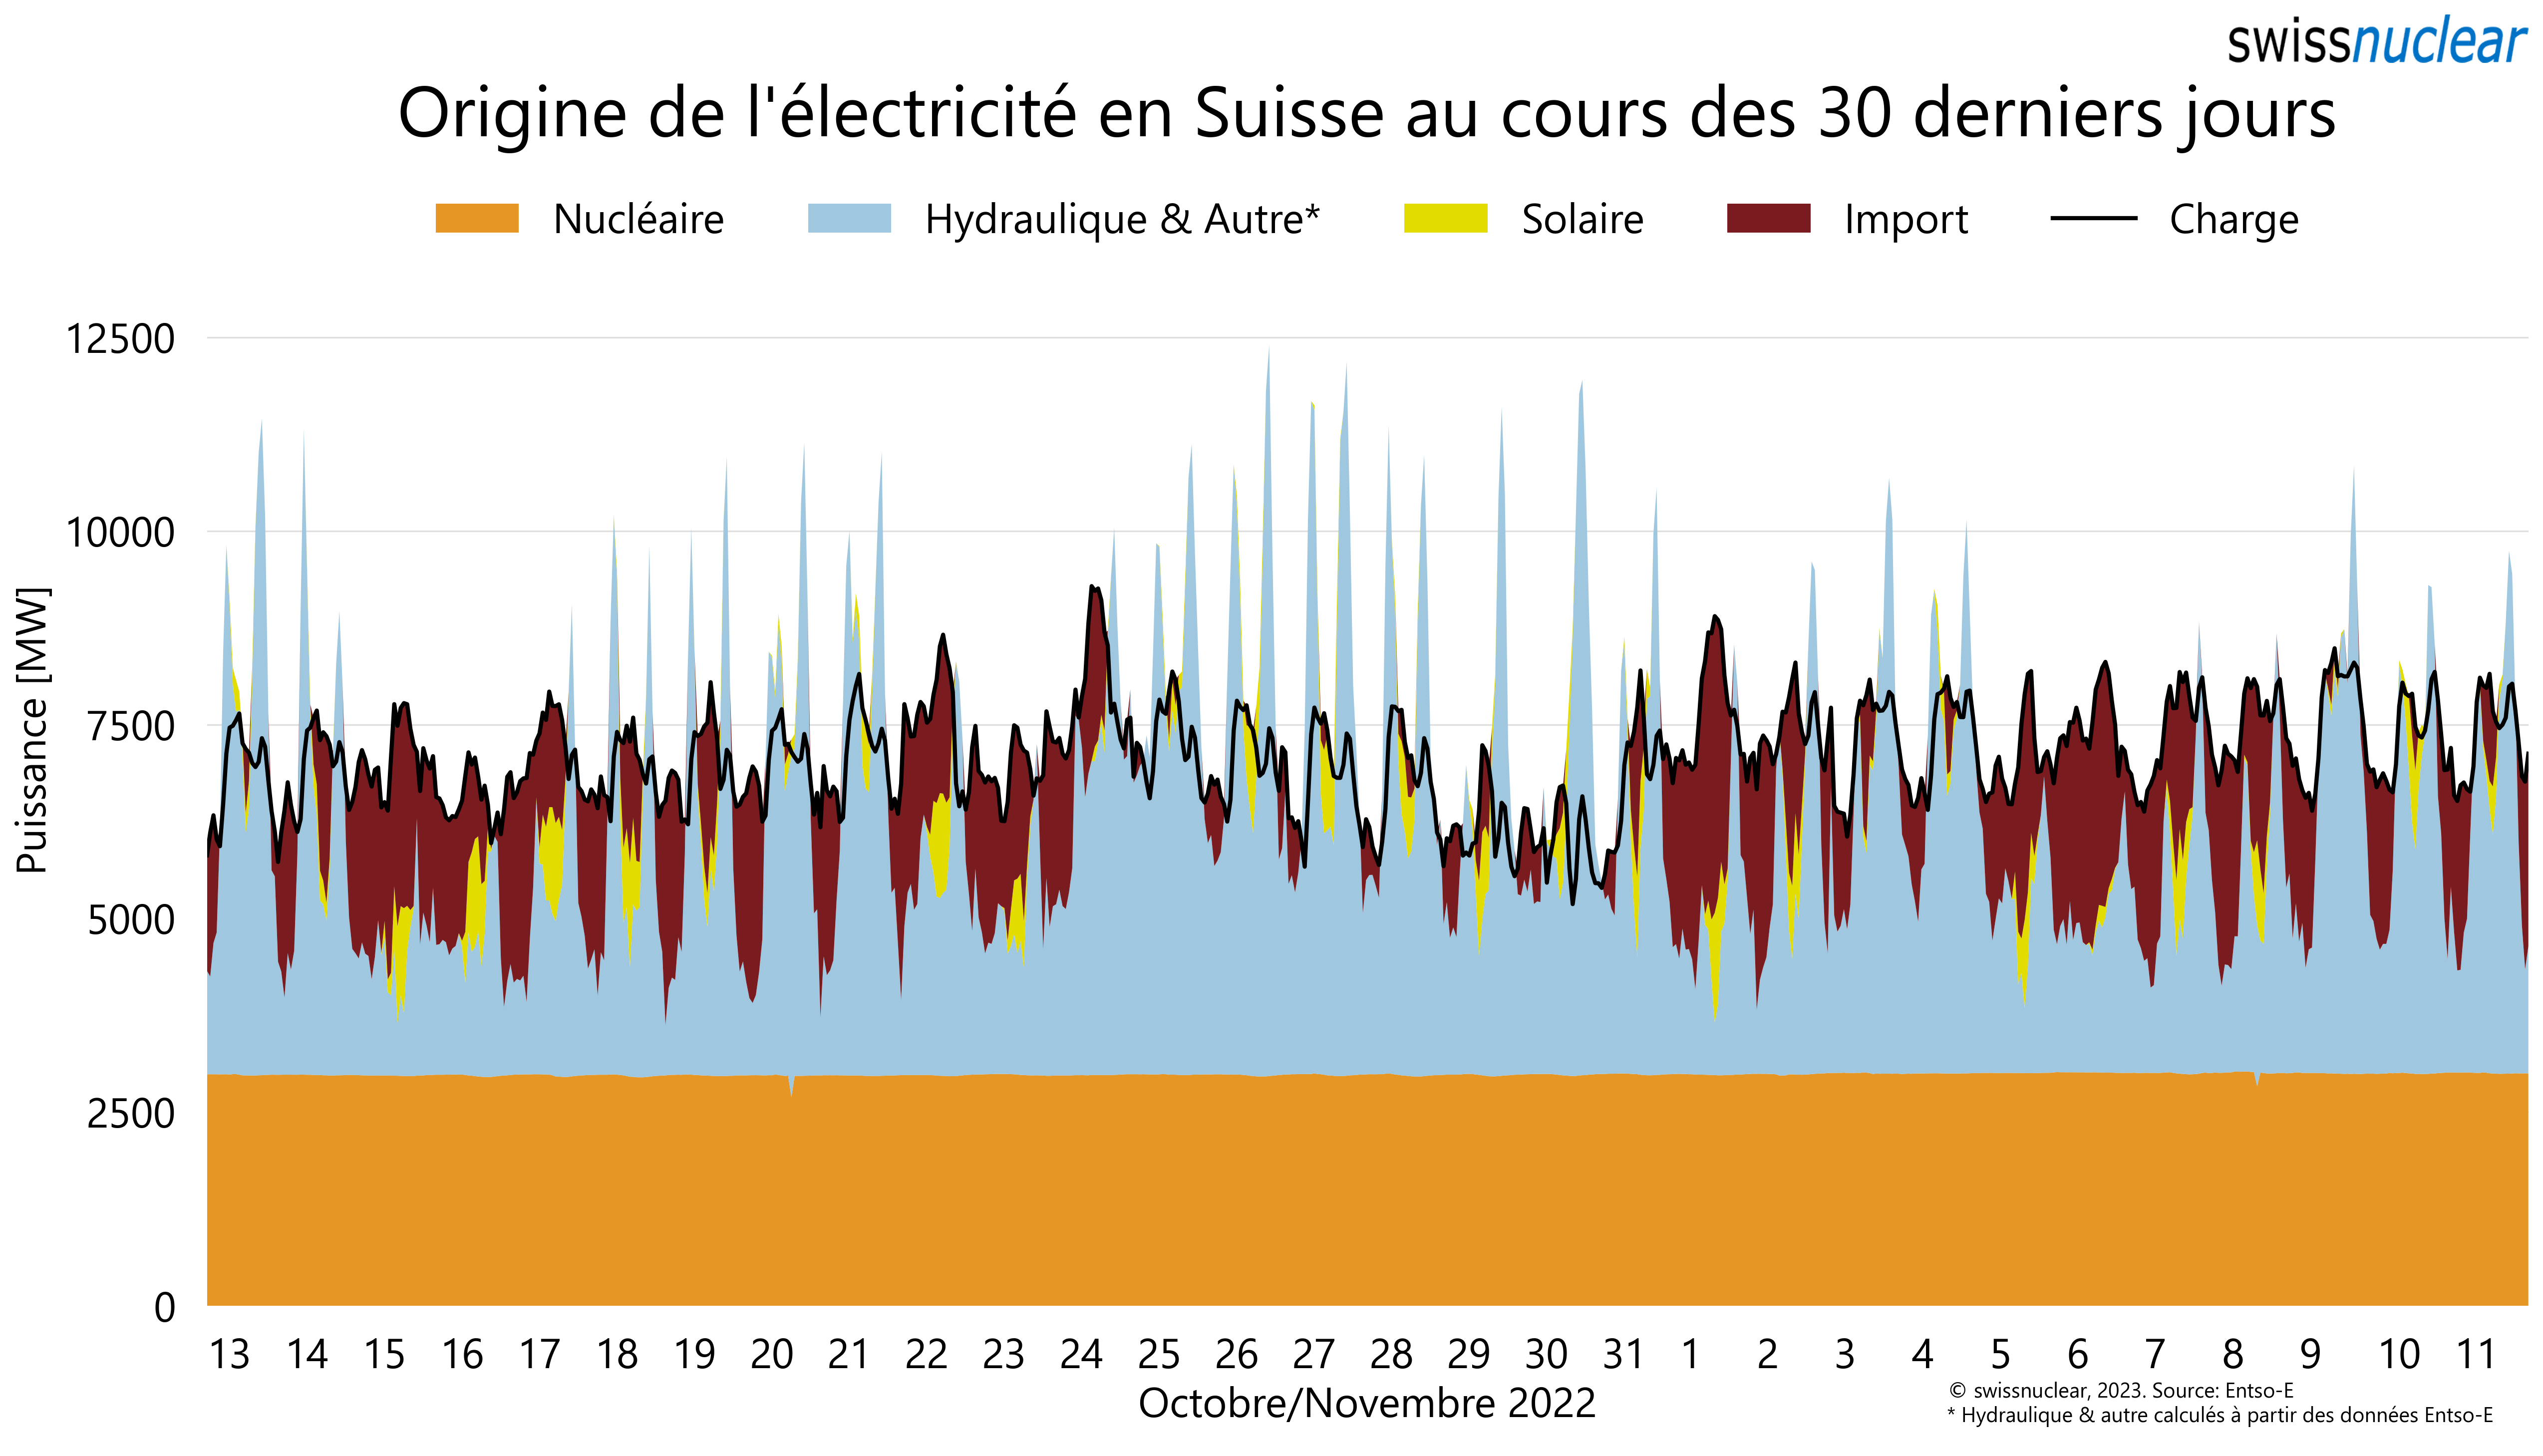 swissnuclear
Origine de l'électricité en Suisse au cours des 30 derniers jours
Nucléaire Hydraulique & Autre* Solaire Import Charge
Puissance [MW]
12500
10000
7500
5000
2500
0
13 14 15 16 17 18 19 20 21 22 23 24 25 26 27 28 29 30 31 1 2 3 4 5 6 7 8 9 10 11
Octobre/Novembre 2022
© swissnuclear, 2023. Source: Entso-E
* Hydraulique & autre calculés à partir des données Entso-E